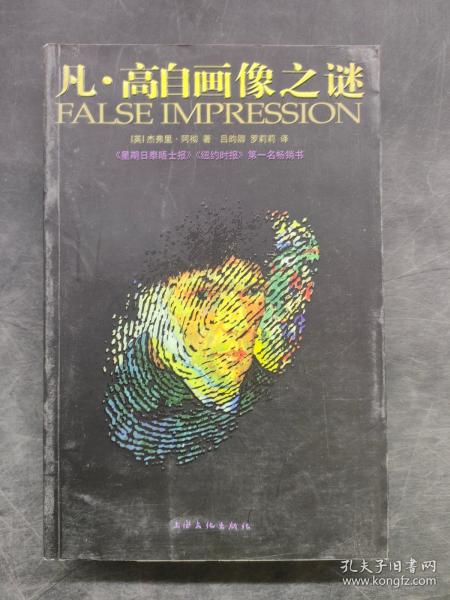 凡·高自画像之谜
FALSE IMPRESSION
[英]杰弗里·阿彻 著 吕昀卿 罗莉莉 译
《星期日泰晤士报》《纽约时报》第一名畅销书
上海文化出版社
孔夫子旧书网
www.kongfz.com